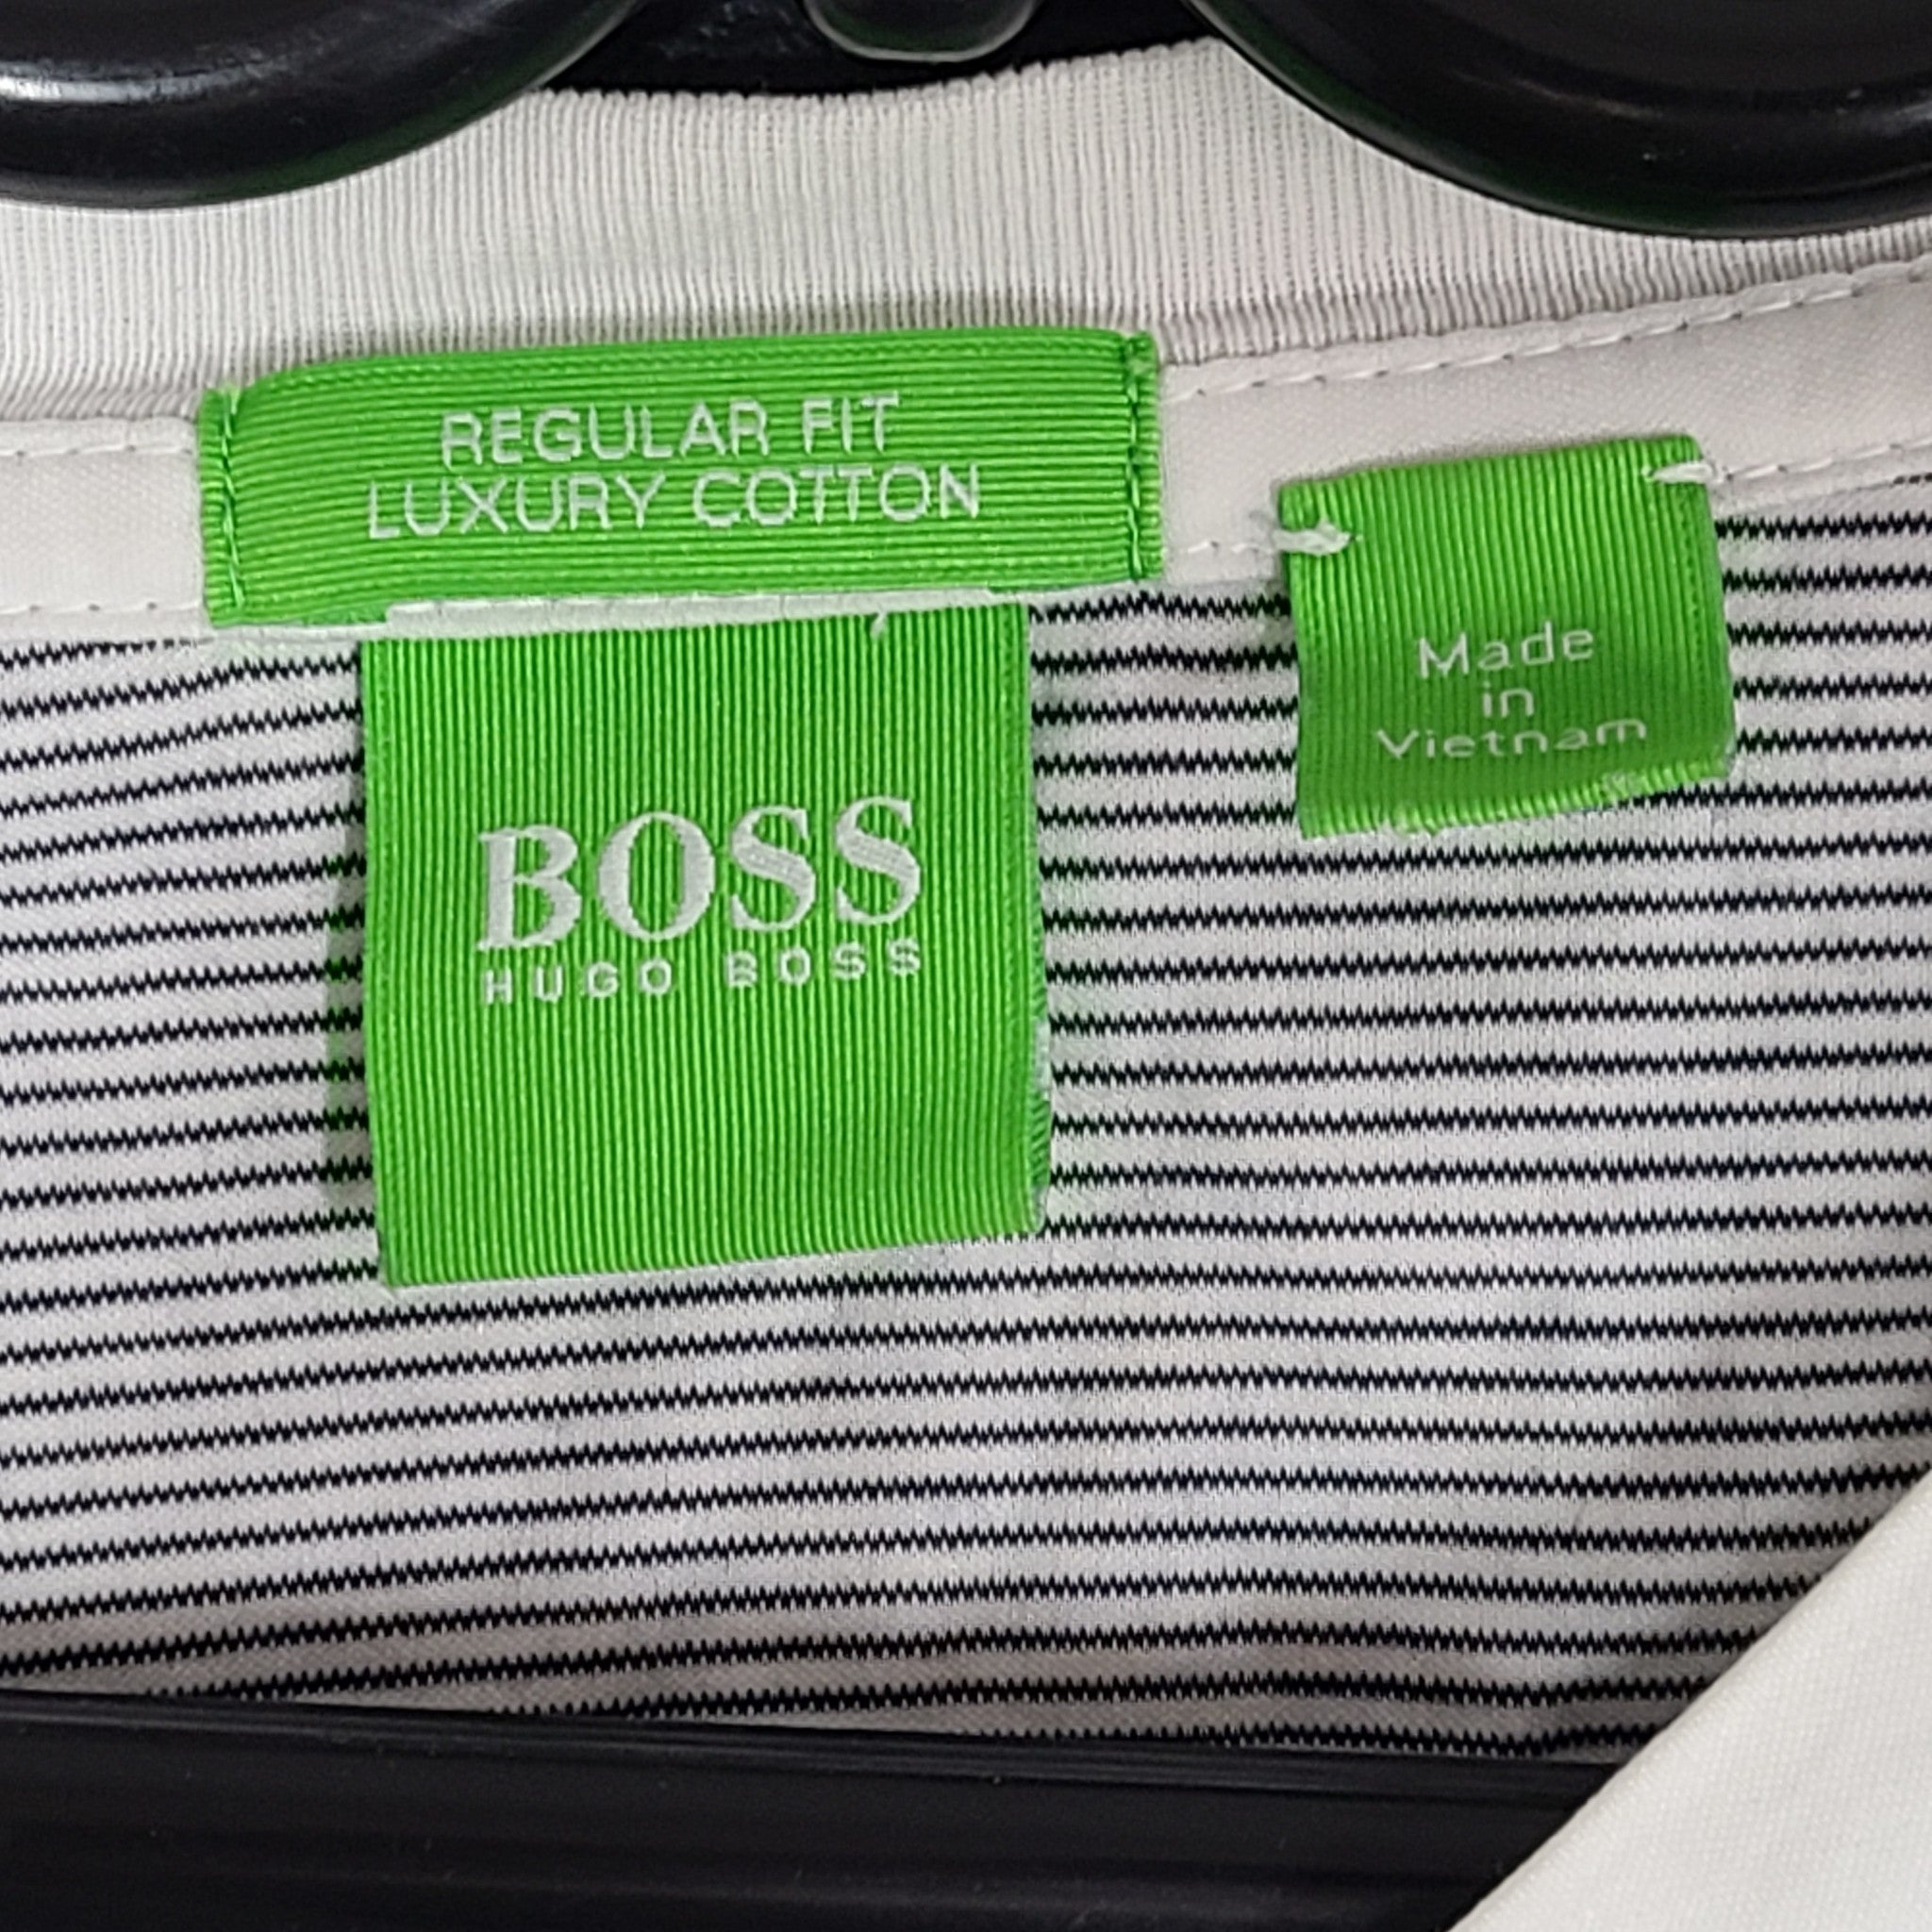 REGULAR FIT
LUXURY COTTON
BOSS
HUGO BOSS
Made
in
Vietnam